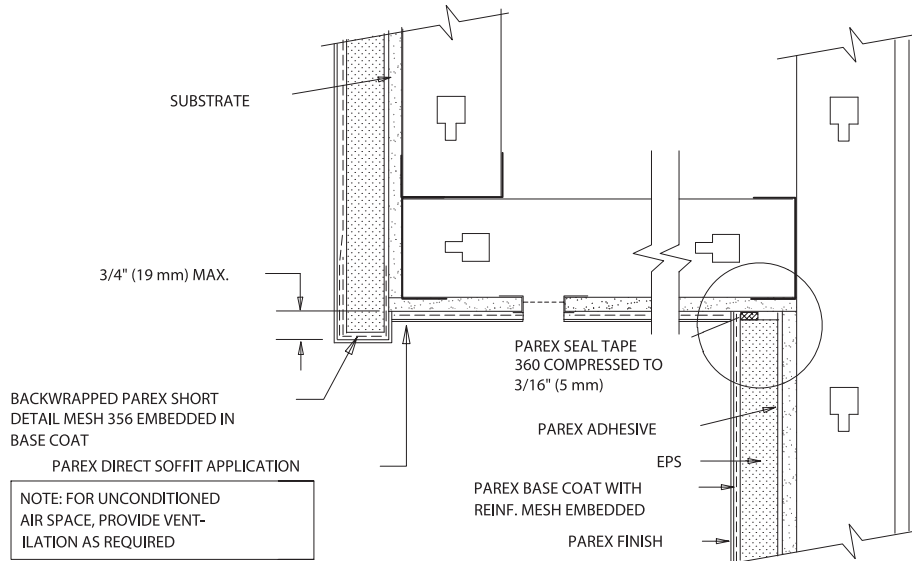 SUBSTRATE
3/4" (19 mm) MAX.
BACKWRAPPED PAREX SHORT
DETAIL MESH 356 EMBEDDED IN
BASE COAT
PAREX DIRECT SOFFIT APPLICATION
NOTE: FOR UNCONDITIONED
AIR SPACE, PROVIDE VENT-
ILATION AS REQUIRED
PAREX SEAL TAPE
360 COMPRESSED TO
3/16" (5 mm)
PAREX ADHESIVE
EPS
PAREX BASE COAT WITH
REINF. MESH EMBEDDED
PAREX FINISH